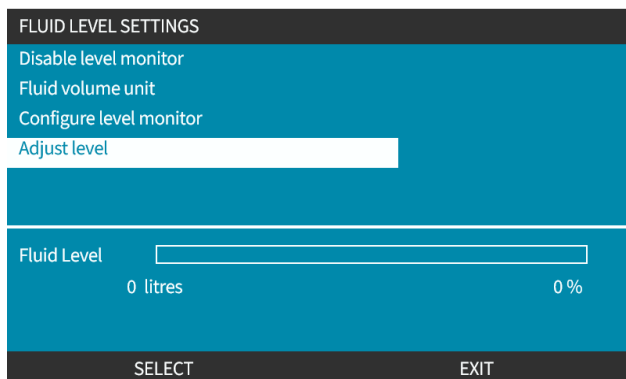 FLUID LEVEL SETTINGS
Disable level monitor
Fluid volume unit
Configure level monitor
Adjust level
Fluid Level
0 litres 0 %
SELECT EXIT